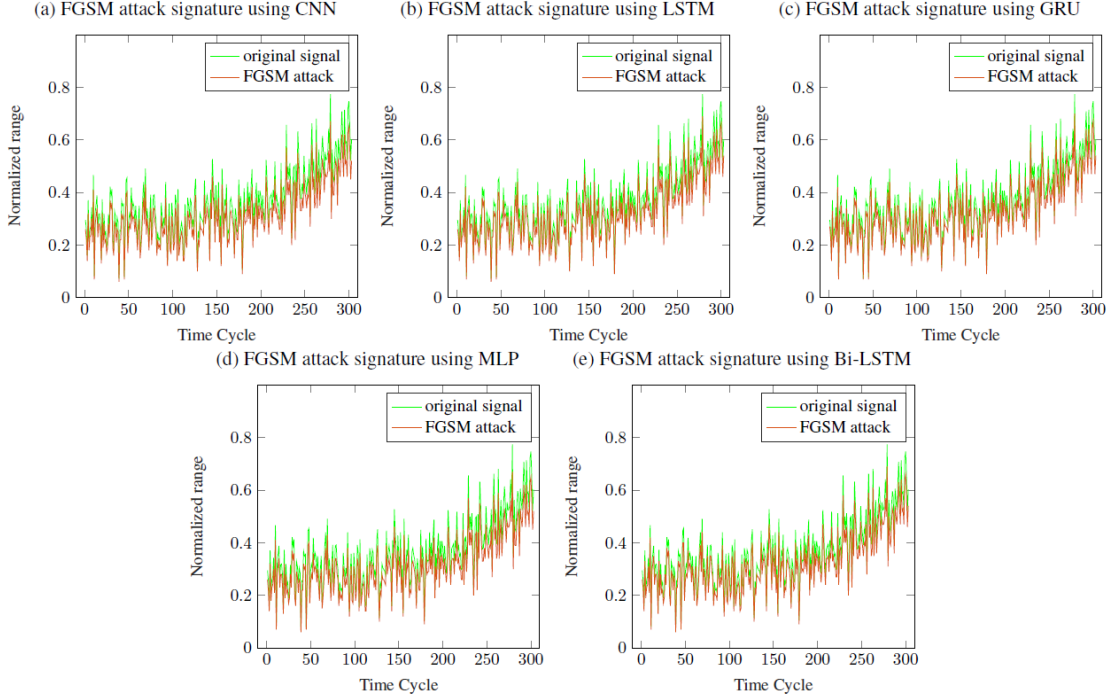 (a) FGSM attack signature using CNN
original signal
FGSM attack
0.8
0.6
0.4
0.2
0
Normalized range
0 50 100 150 200 250 300
Time Cycle
(b) FGSM attack signature using LSTM
original signal
FGSM attack
0.8
0.6
0.4
0.2
0
Normalized range
0 50 100 150 200 250 300
Time Cycle
(c) FGSM attack signature using GRU
original signal
FGSM attack
0.8
0.6
0.4
0.2
0
Normalized range
0 50 100 150 200 250 300
Time Cycle
(d) FGSM attack signature using MLP
original signal
FGSM attack
0.8
0.6
0.4
0.2
0
Normalized range
0 50 100 150 200 250 300
Time Cycle
(e) FGSM attack signature using Bi-LSTM
original signal
FGSM attack
0.8
0.6
0.4
0.2
0
Normalized range
0 50 100 150 200 250 300
Time Cycle